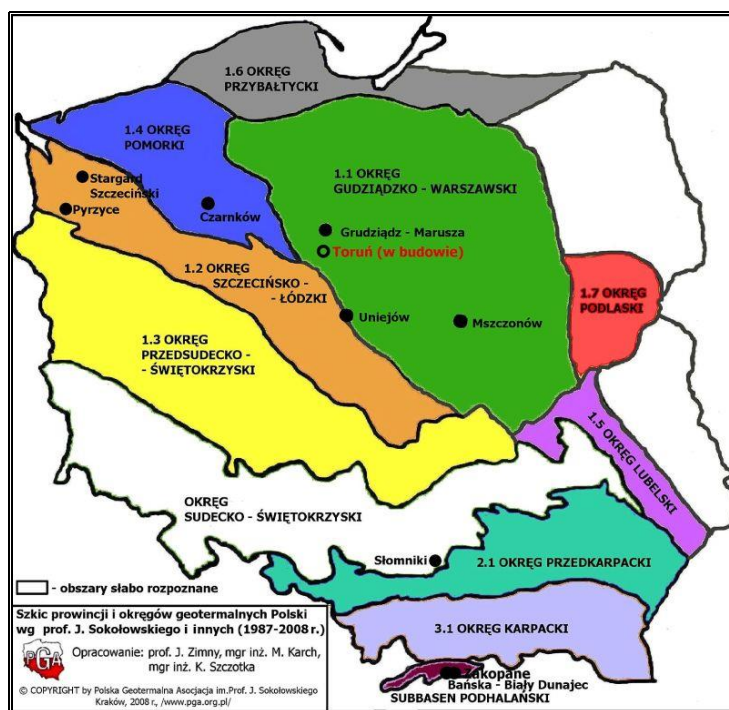 1.6 OKRĘG
PRZYBAŁTYCKI
1.4 OKRĘG
POMORKI
1.1 OKRĘG
GUDZIĄDZKO - WARSZAWSKI
Stargard
Szczeciński
Pyrzyce
Czarnków
Grudziądz - Marusza
Toruń (w budowie)
1.2 OKRĘG
SZCZECIŃSKO -
- ŁÓDZKI
1.7 OKRĘG
PODLASKI
Uniejów
Mszczonów
1.3 OKRĘG
PRZEDSUDECKO -
- ŚWIĘTOKRZYSKI
1.5 OKRĘG LUBELSKI
OKRĘG
SUDECKO - ŚWIĘTOKRZYSKI
Słomniki
2.1 OKRĘG PRZEDKARPACKI
- obszary słabo rozpoznane
3.1 OKRĘG KARPACKI
Szkic prowincji i okręgów geotermalnych Polski
wg prof. J. Sokołowskiego i innych (1987-2008 r.)
PGA
Opracowanie: prof. J. Zimny, mgr inż. M. Karch,
mgr inż. K. Szczotka
© COPYRIGHT by Polska Geotermalna Asocjacja im.Prof. J. Sokołowskiego
Kraków, 2008 r., /www.pga.org.pl/
Zakopane
Bańska - Biały Dunajec
SUBBASEN PODHALAŃSKI